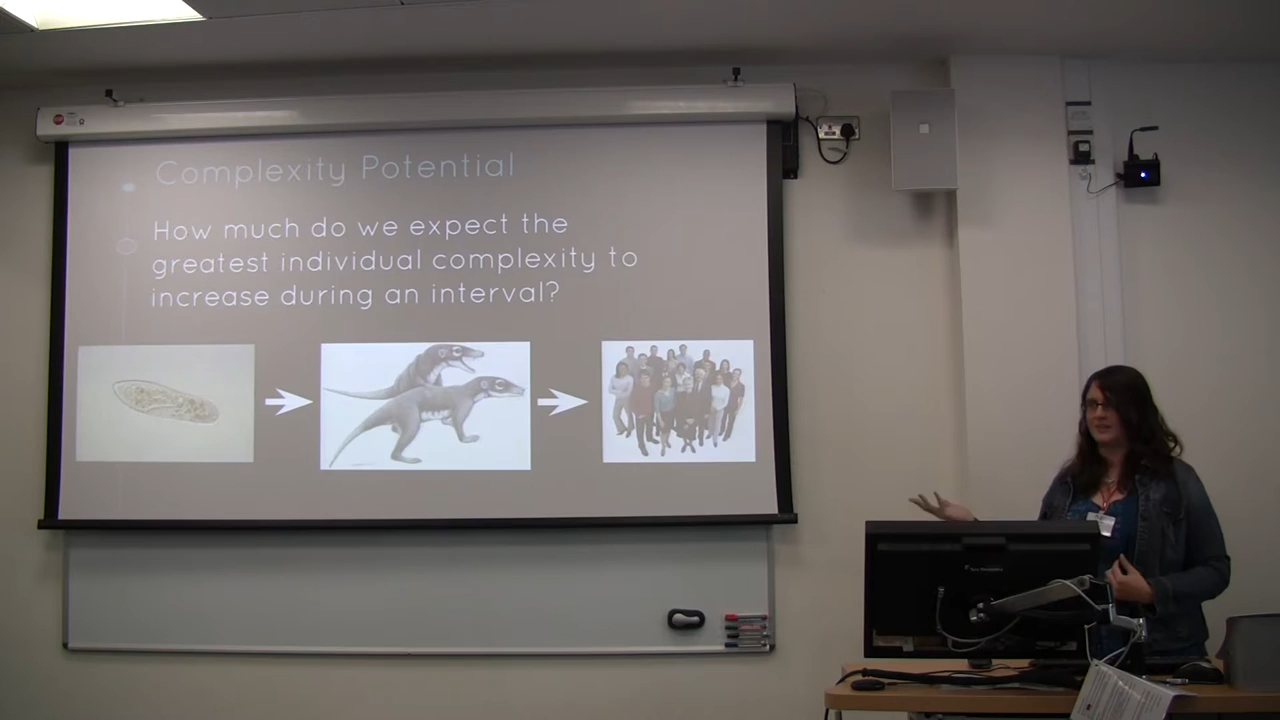 Complexity Potential
How much do we expect the
greatest individual complexity to
increase during an interval?